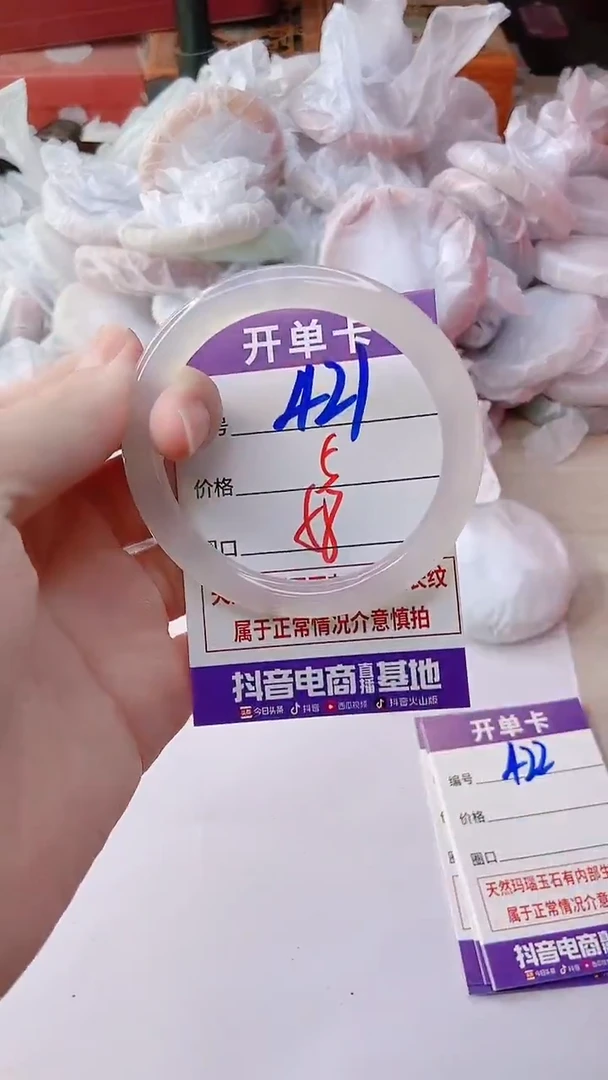 开单卡
号 A21
价格
58
口
纹
属于正常情况介意慎拍
抖音电商直播基地
今日头条 抖音 西瓜视频 抖音火山版
开单卡
编号 A22
价格
圈口
天然玛瑙玉石有内部生
属于正常情况介意
抖音电商
今日头条 抖音